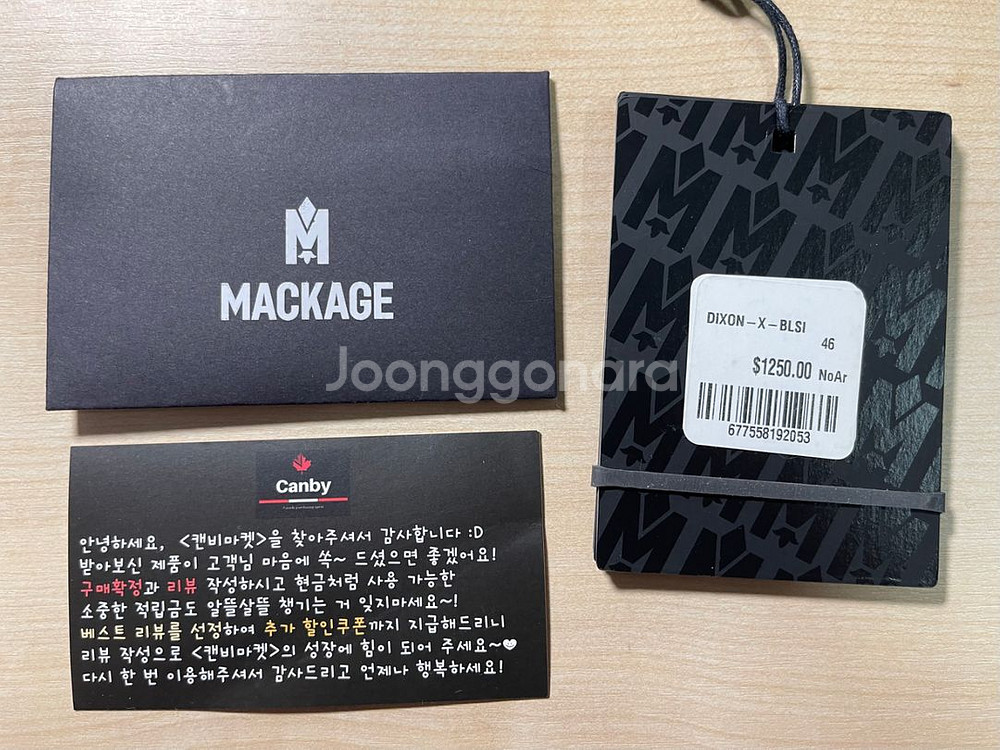 MACKAGE
DIXON-X-BLSI
46
$1250.00 NoAr
677558192053
Joonggonara
Canby
안녕하세요, <캔비마켓>을 찾아주셔서 감사합니다 :D
받아보신 제품이 고객님 마음에 쏙~ 드셨으면 좋겠어요!
구매확정과 리뷰 작성하시고 현금처럼 사용 가능한
소중한 적립금도 알뜰살뜰 챙기는 거 잊지마세요~!
베스트 리뷰를 선정하여 추가 할인쿠폰까지 지급해드리니
리뷰 작성으로 <캔비마켓>의 성장에 힘이 되어 주세요~
다시 한 번 이용해주셔서 감사드리고 언제나 행복하세요!